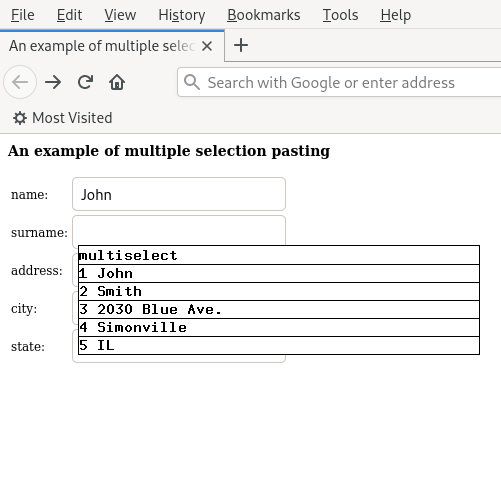 File Edit View History Bookmarks Tools Help
An example of multiple selec
Search with Google or enter address
Most Visited
An example of multiple selection pasting
name: John
surname:
multiselect
address:
1 John
2 Smith
city: 3 2030 Blue Ave.
4 Simonville
state: 5 IL